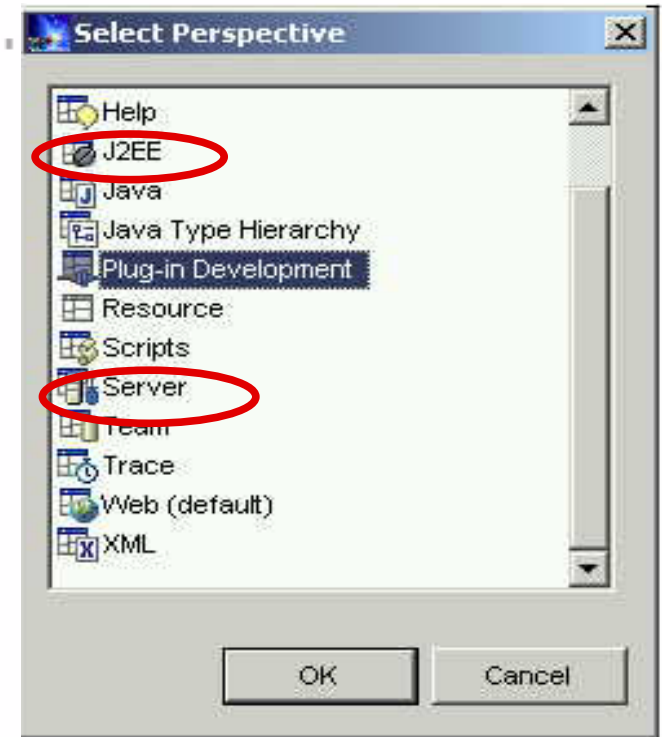 Select Perspective
Help
J2EE
Java
Java Type Hierarchy
Plug-in Development
Resource
Scripts
Server
Team
Trace
Web (default)
XML
OK
Cancel